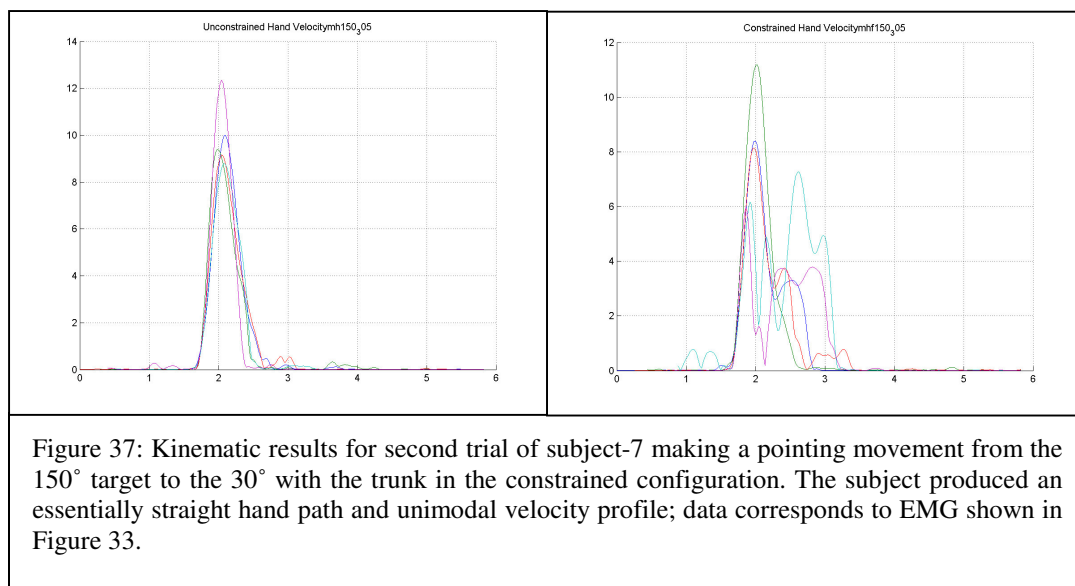 Unconstrained Hand Velocitymh150₃05
14
12
10
8
6
4
2
0
0 1 2 3 4 5 6
Constrained Hand Velocitymhf150₃05
12
10
8
6
4
2
0
0 1 2 3 4 5 6
Figure 37: Kinematic results for second trial of subject-7 making a pointing movement from the
150˚ target to the 30˚ with the trunk in the constrained configuration. The subject produced an
essentially straight hand path and unimodal velocity profile; data corresponds to EMG shown in
Figure 33.